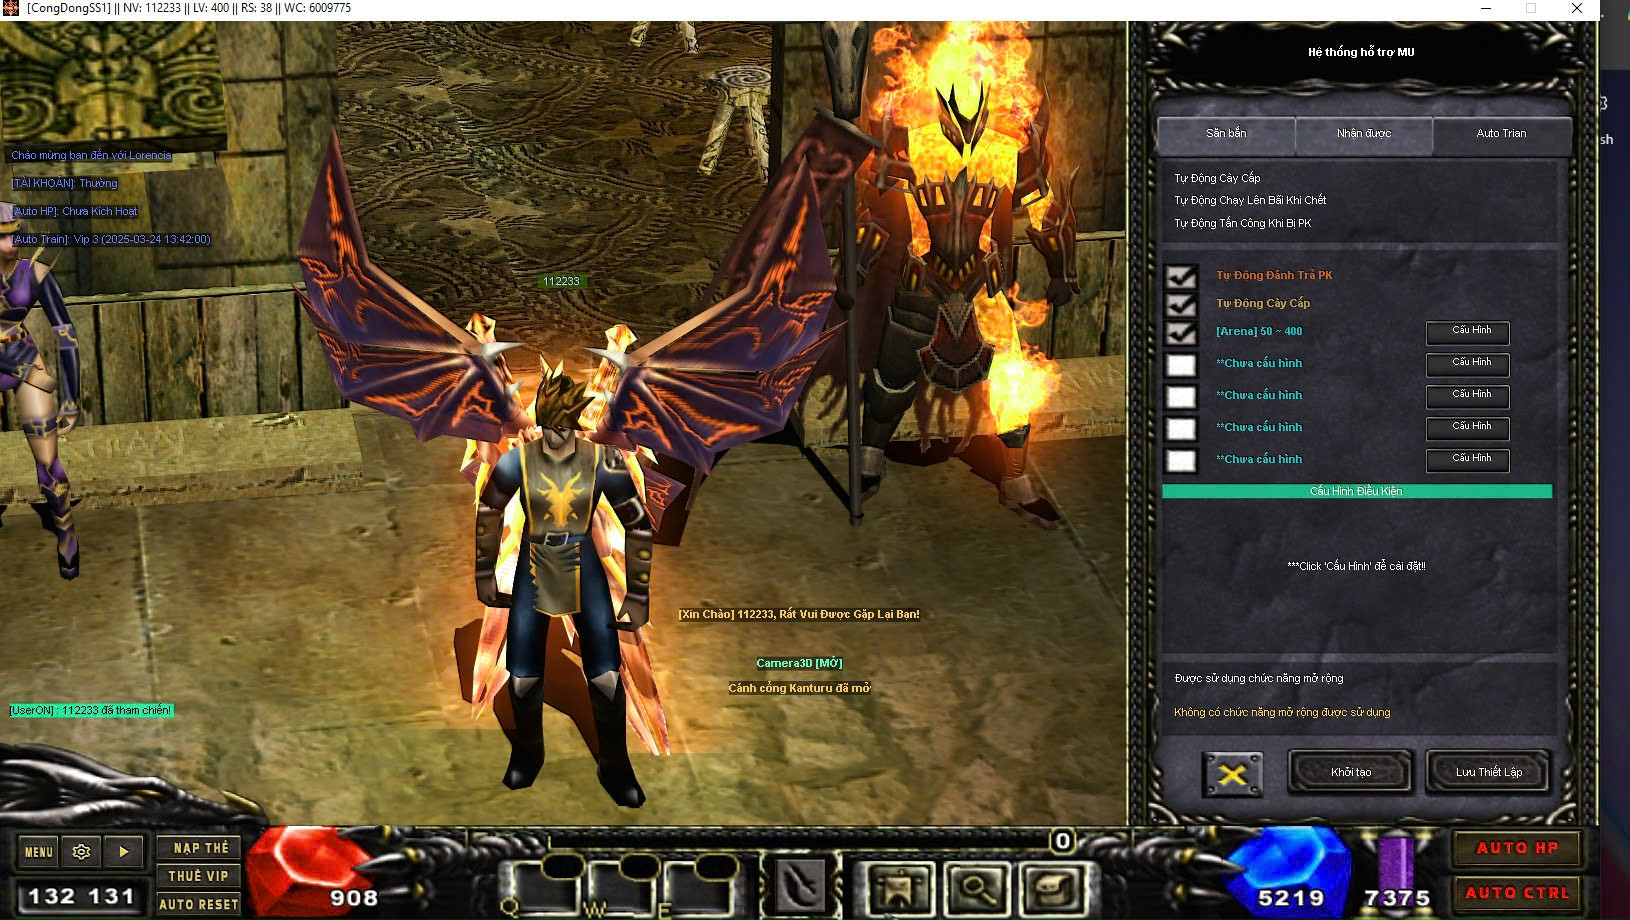 [CongDongSS1] || NV: 112233 || LV: 400 || RS: 38 || WC: 6009775
Hệ thống hỗ trợ MU
Săn bắn
Nhận được
Auto Trian
Chào mừng bạn đến với Lorencia
[TÀI KHOẢN]: Thường
[Auto HP]: Chưa Kích Hoạt
[Auto Train]: Vip 3 (2025-03-24 13:42:00)
112233
Tự Động Cày Cấp
Tự Động Chạy Lên Bãi Khi Chết
Tự Động Tấn Công Khi Bị PK
Tự Động Đánh Trả PK
Tự Động Cày Cấp
[Arena] 50 ~ 400
Cấu Hình
**Chưa cấu hình
Cấu Hình
**Chưa cấu hình
Cấu Hình
**Chưa cấu hình
Cấu Hình
**Chưa cấu hình
Cấu Hình
Cấu Hình Điều Kiện
***Click 'Cấu Hình' để cài đặt!!
[Xin Chào] 112233, Rất Vui Được Gặp Lại Bạn!
Camera3D [MỞ]
Cánh cổng Kanturu đã mở
[UserON] : 112233 đã tham chiến!
Được sử dụng chức năng mở rộng
Không có chức năng mở rộng được sử dụng
Khởi tạo
Lưu Thiết Lập
MENU
NẠP THẺ
THUÊ VIP
AUTO RESET
132 131
908
Q
W
E
0
5219
7375
AUTO HP
AUTO CTRL
sh